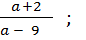 a+2
a − 9 ;